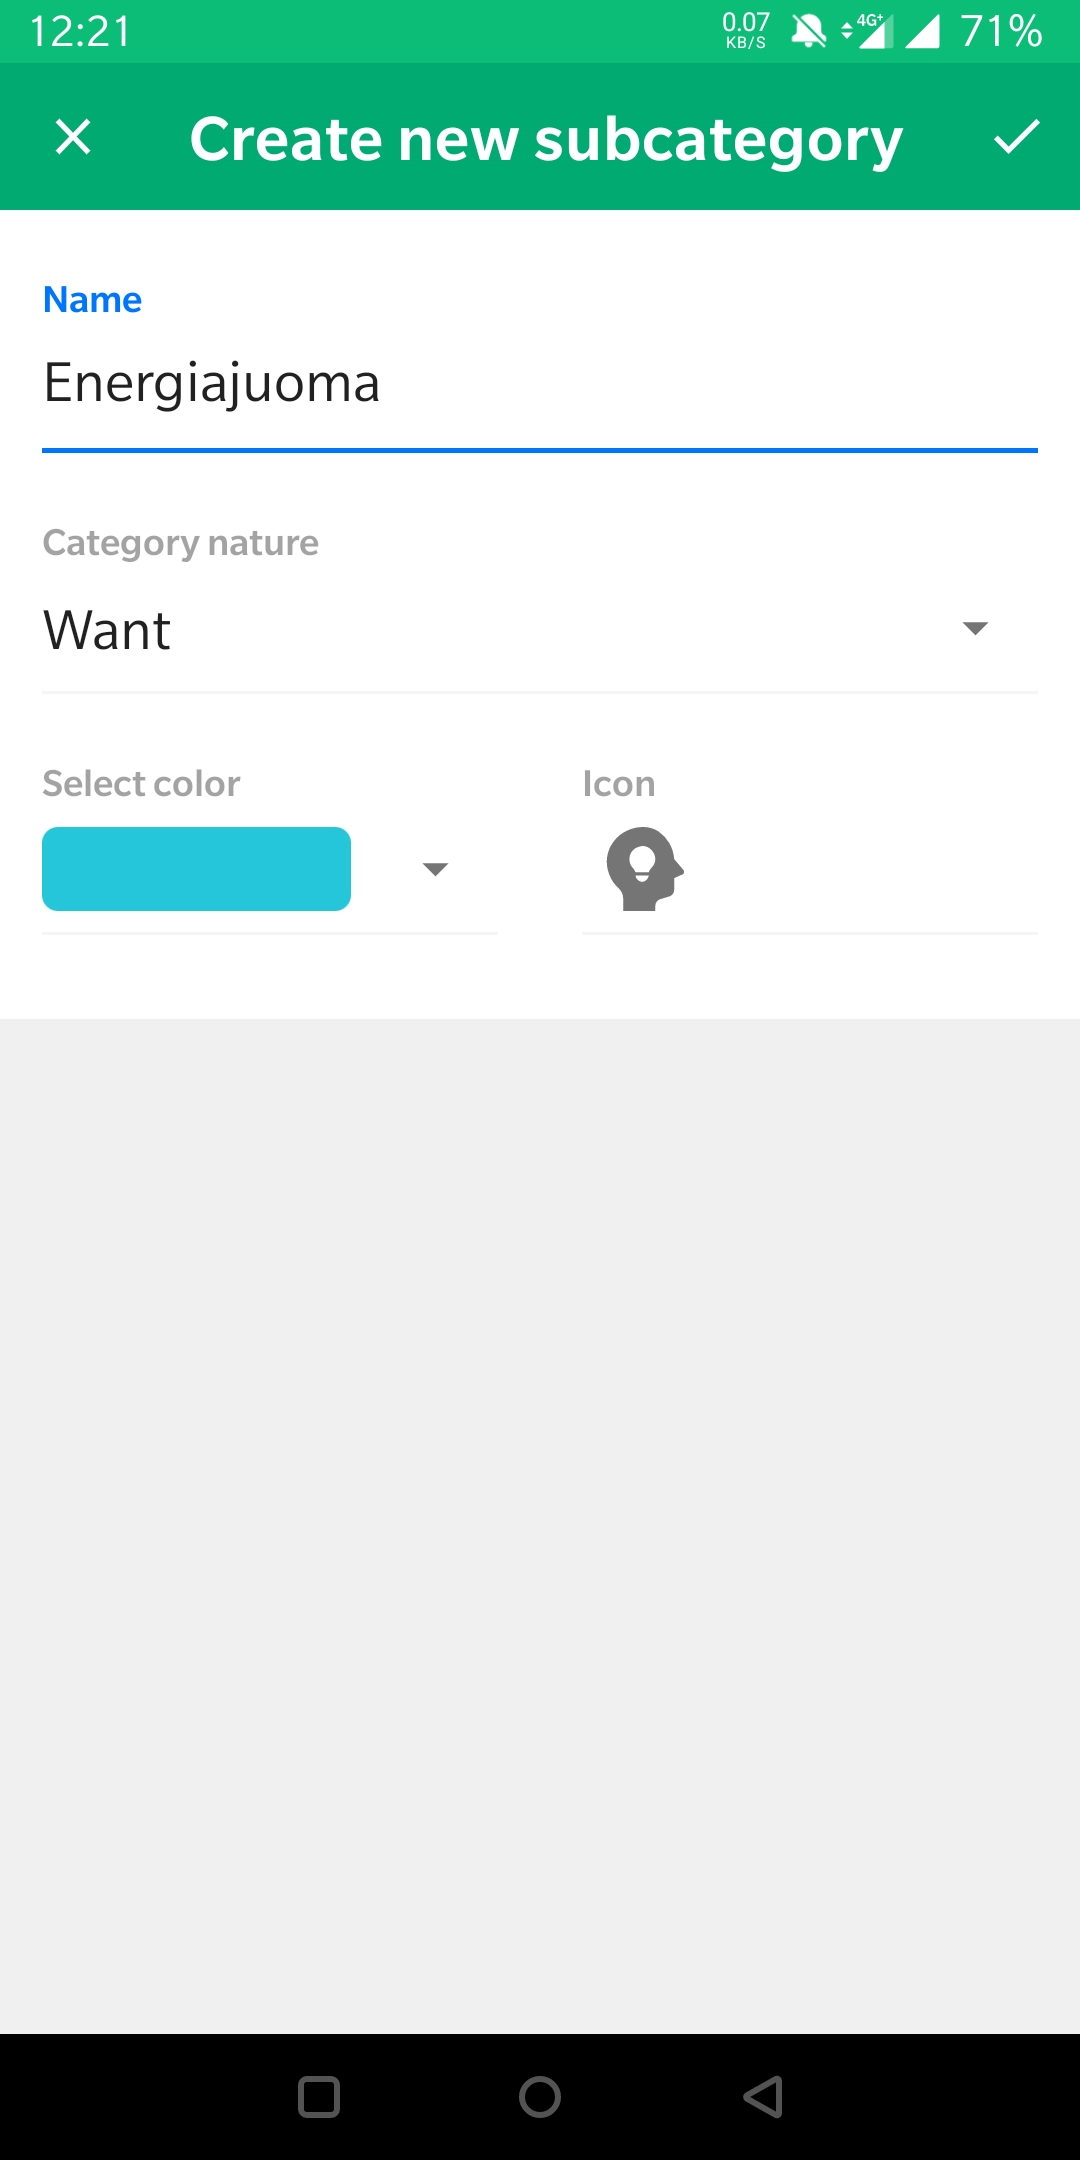 12:21
0.07
KB/S
4G+
71%
Create new subcategory
Name
Energiajuoma
Category nature
Want
Select color
Icon